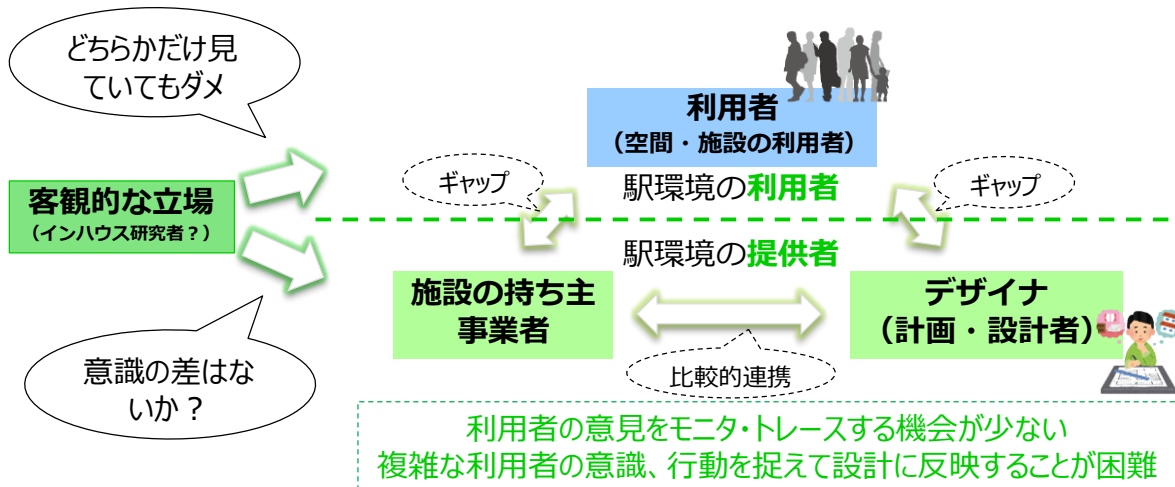 どちらかだけ見
ていてもダメ
利用者
（空間・施設の利用者）
ギャップ
駅環境の利用者
ギャップ
客観的な立場
（インハウス研究者？）
駅環境の提供者
施設の持ち主
事業者
デザイナ
（計画・設計者）
意識の差はな
いか？
比較的連携
利用者の意見をモニタ・トレースする機会が少ない
複雑な利用者の意識、行動を捉えて設計に反映することが困難